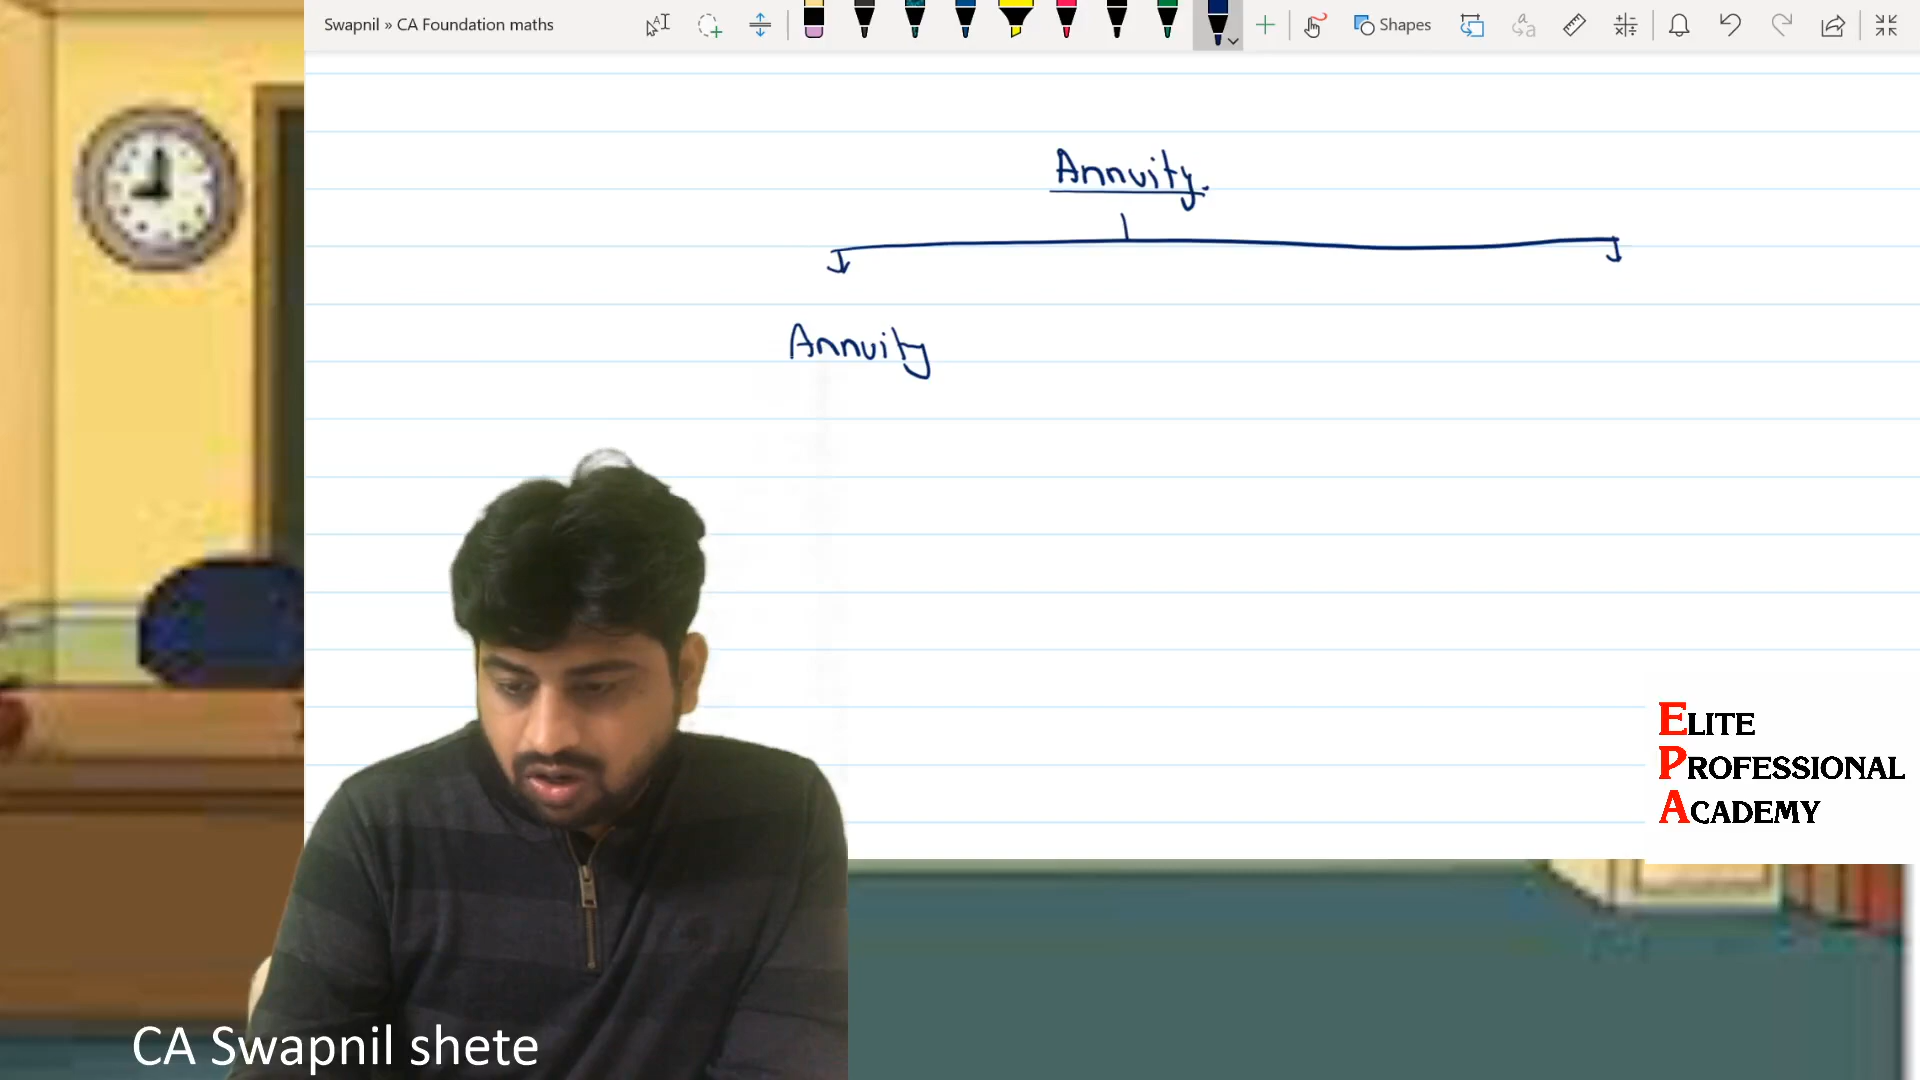 Swapnil » CA Foundation maths
Shapes
Annuity.
Annuity
ELITE
PROFESSIONAL
ACADEMY
CA Swapnil shete